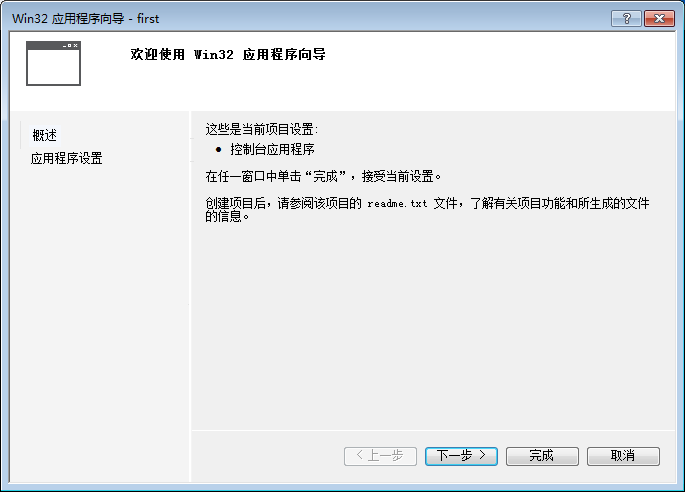 Win32 应用程序向导 - first
欢迎使用 Win32 应用程序向导
概述
应用程序设置
这些是当前项目设置:
• 控制台应用程序
在任一窗口中单击“完成”，接受当前设置。
创建项目后，请参阅该项目的 readme.txt 文件，了解有关项目功能和所生成的文件
的信息。
< 上一步
下一步 >
完成
取消